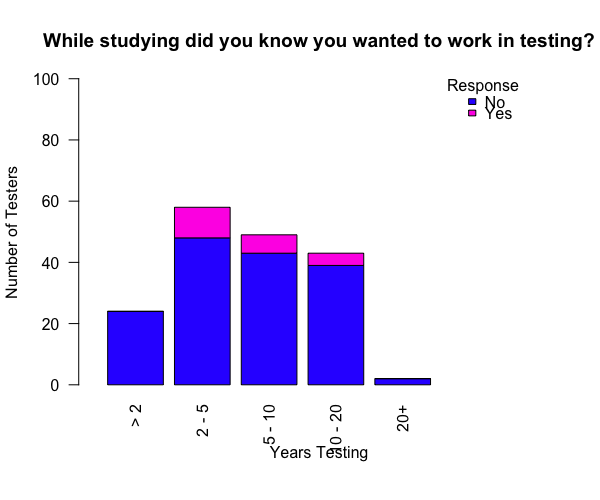 While studying did you know you wanted to work in testing?
Response
No
Yes
Number of Testers
100
80
60
40
20
0
> 2
2 - 5
5 - 10
10 - 20
20+
Years Testing